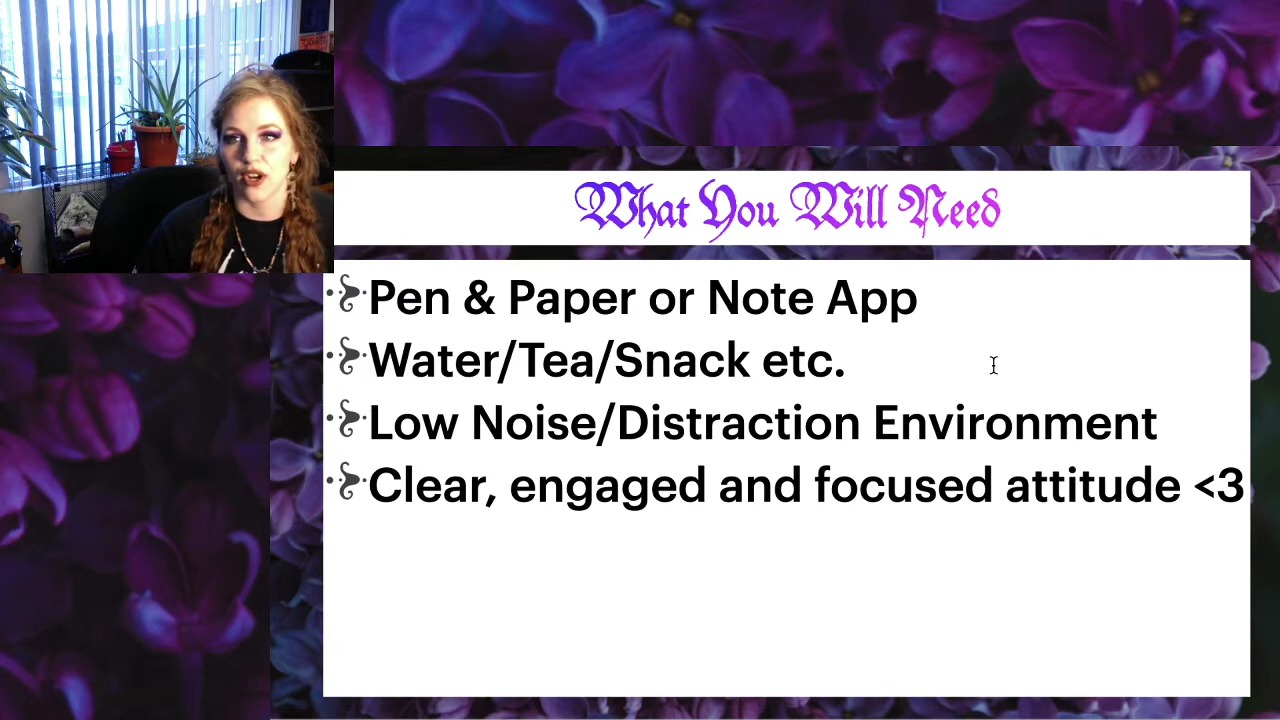 What You Will Need
Pen & Paper or Note App
Water/Tea/Snack etc.
Low Noise/Distraction Environment
Clear, engaged and focused attitude <3